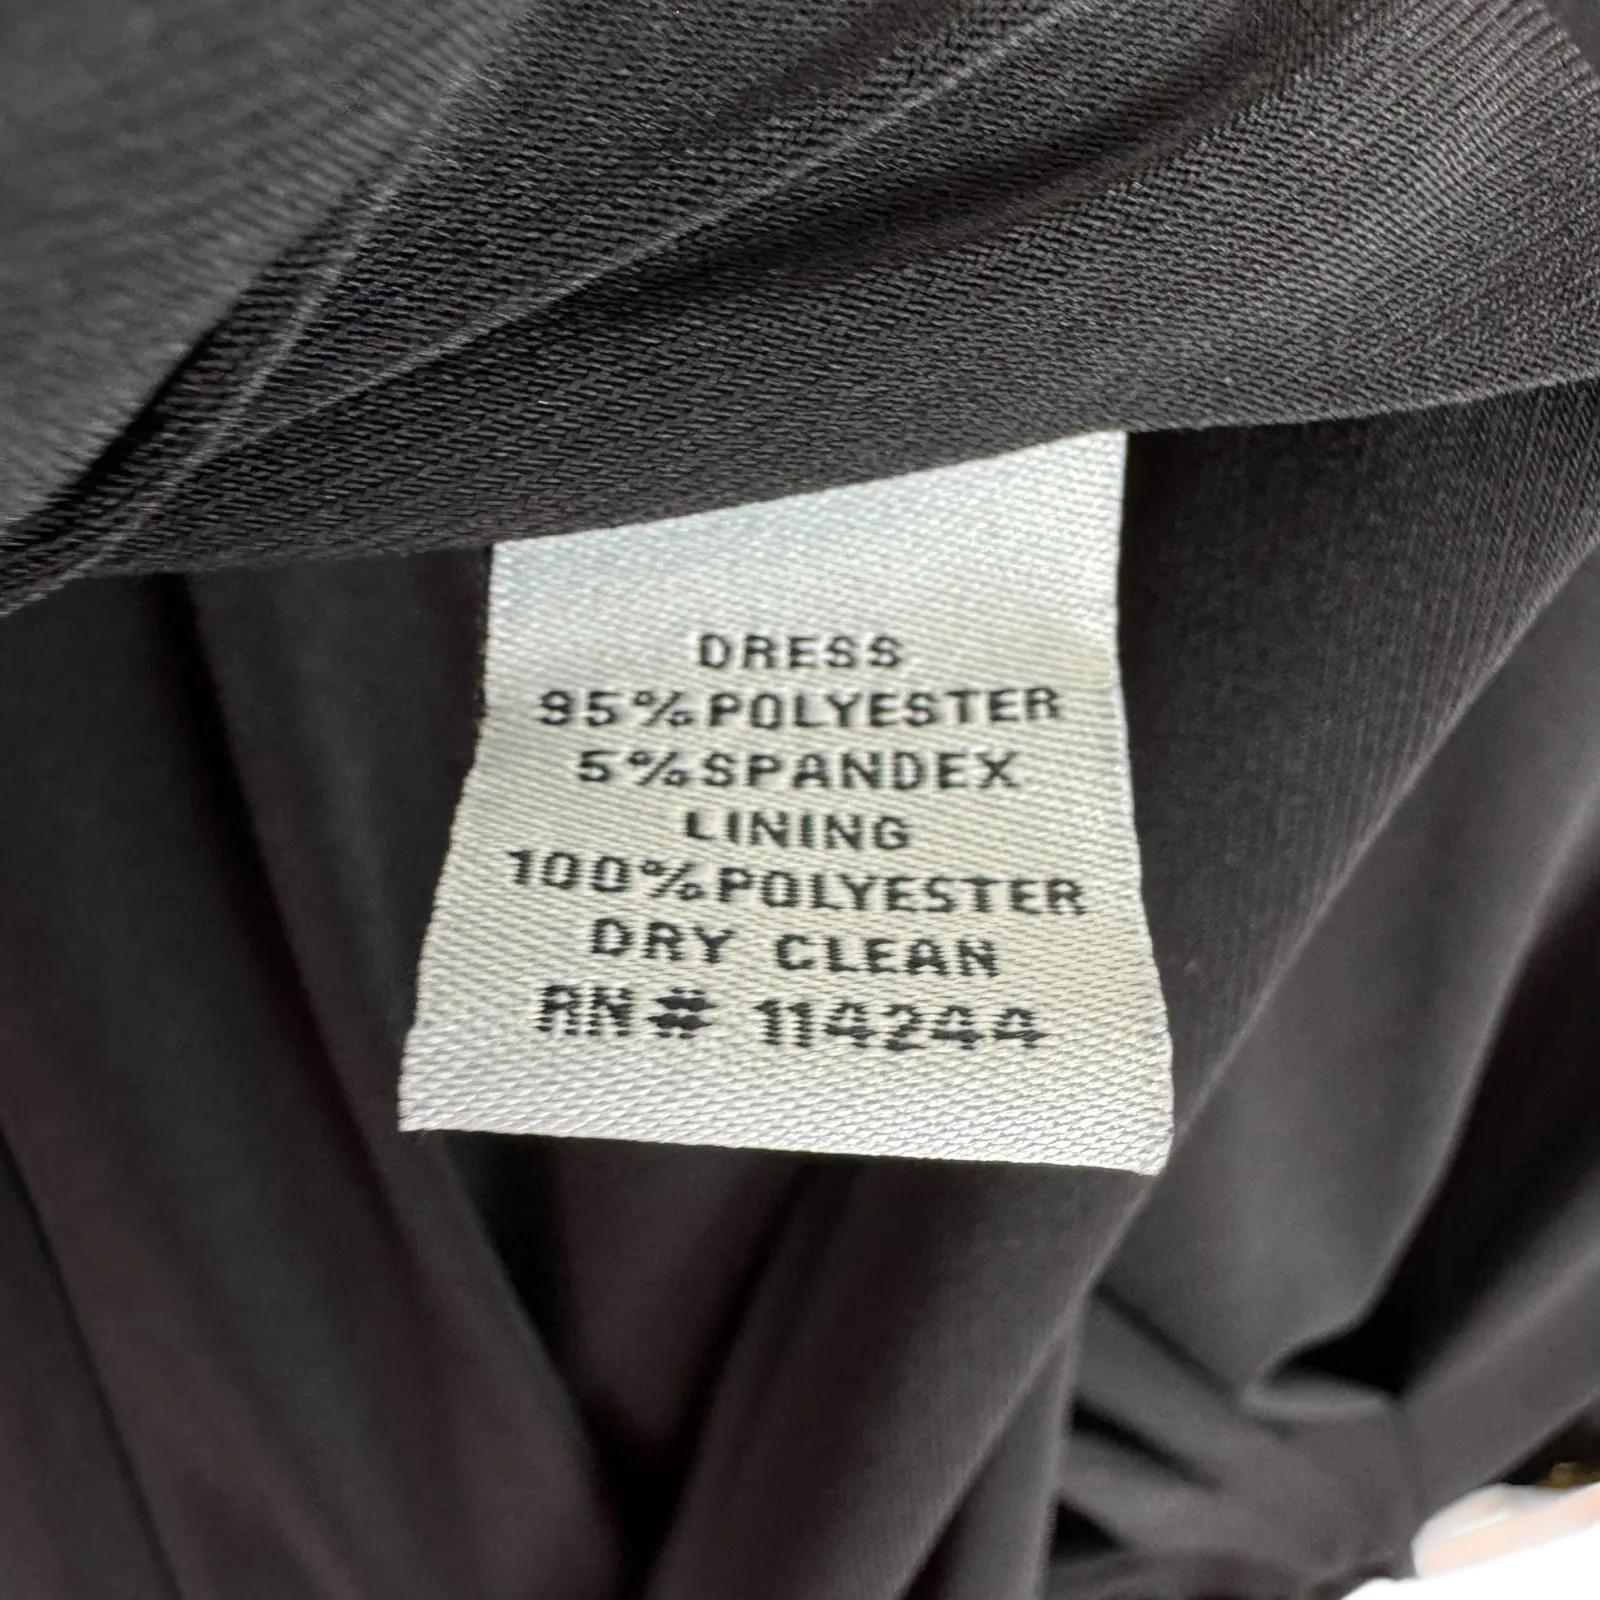 DRESS
95%POLYESTER
5%SPANDEX
LINING
100%POLYESTER
DRY CLEAN
RN# 114244